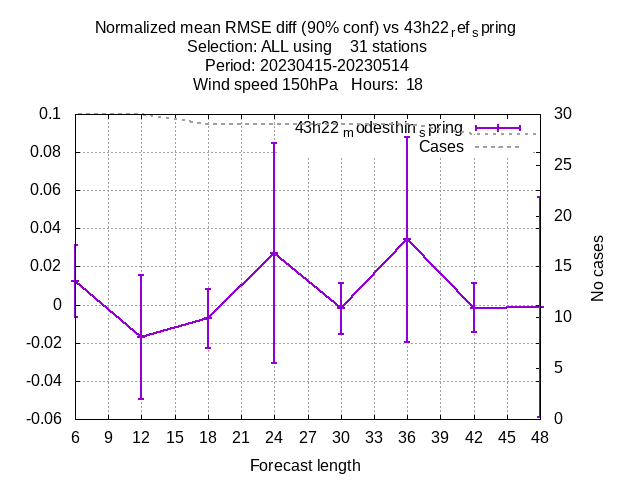 Normalized mean RMSE diff (90% conf) vs 43h22ref spring
Selection: ALL using 31 stations
Period: 20230415-20230514
Wind speed 150hPa Hours: 18
43h22modesthinspring
Cases
0.1
0.08
0.06
0.04
0.02
0
-0.02
-0.04
-0.06
30
25
20
15
10
5
0
No cases
6 9 12 15 18 21 24 27 30 33 36 39 42 45 48
Forecast length